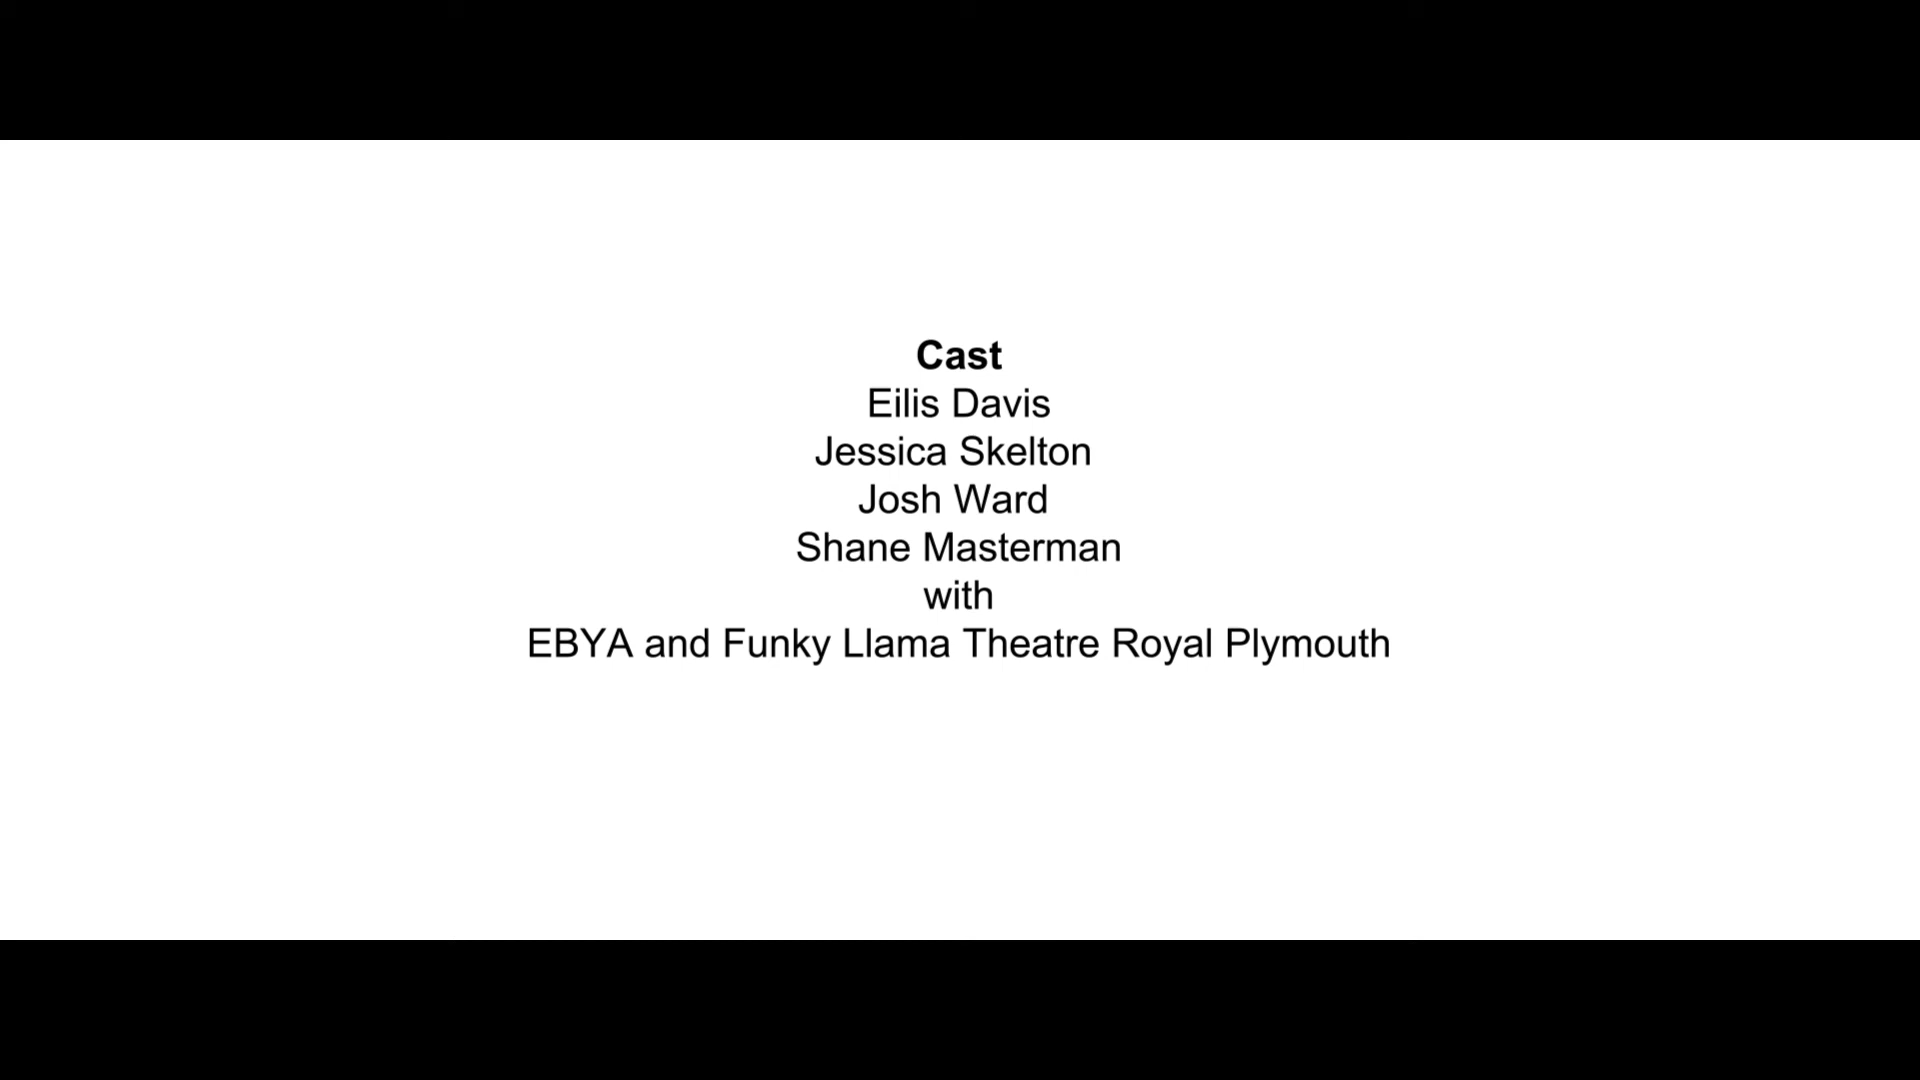 Cast
Eilis Davis
Jessica Skelton
Josh Ward
Shane Masterman
with
EBYA and Funky Llama Theatre Royal Plymouth